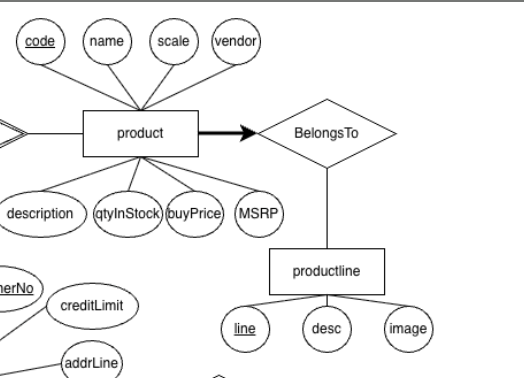 code
name
scale
vendor
product
BelongsTo
description
qtyInStock
buyPrice
MSRP
productline
creditLimit
line
desc
image
addrLine